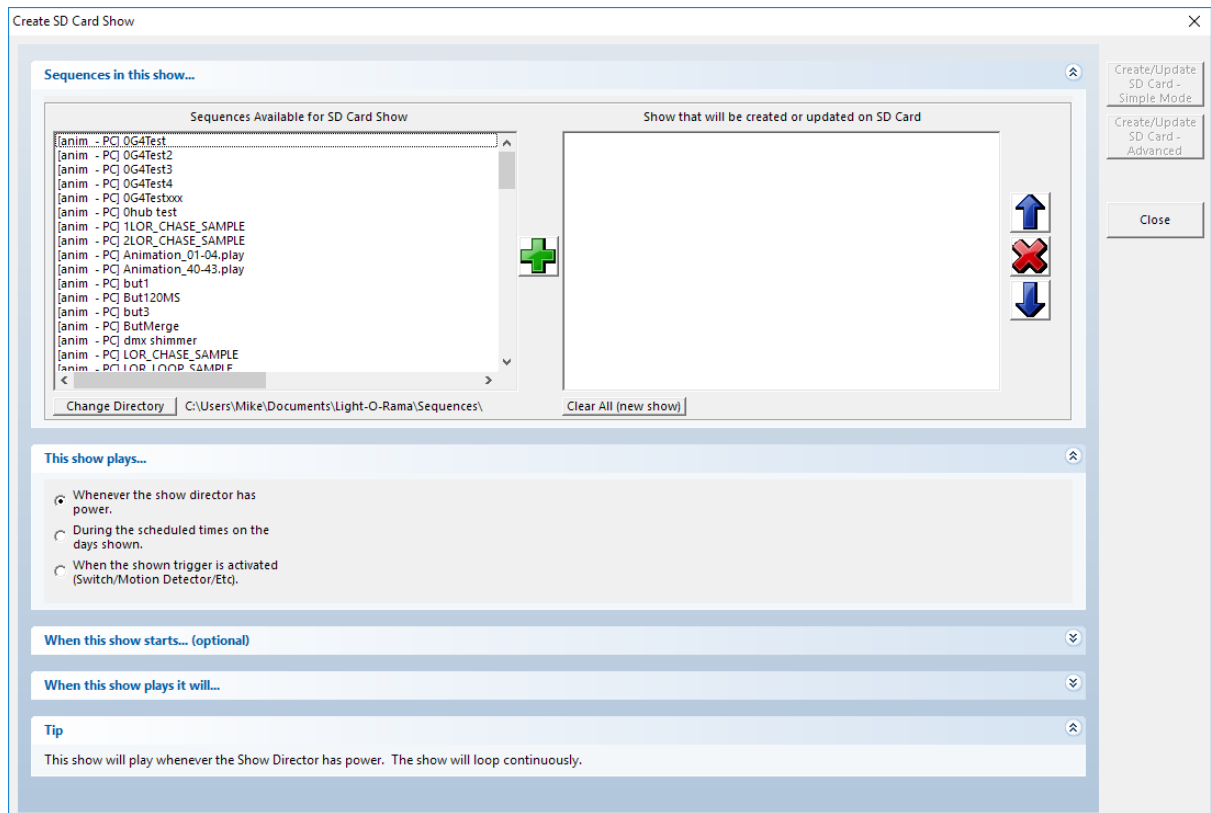 Create SD Card Show
Sequences in this show...
Create/Update
SD Card -
Simple Mode
Create/Update
SD Card -
Advanced
Close
Sequences Available for SD Card Show
[anim - PC] 0G4Test
[anim - PC] 0G4Test2
[anim - PC] 0G4Test3
[anim - PC] 0G4Test4
[anim - PC] 0G4Testxxx
[anim - PC] 0hub test
[anim - PC] 1LOR_CHASE_SAMPLE
[anim - PC] 2LOR_CHASE_SAMPLE
[anim - PC] Animation_01-04.play
[anim - PC] Animation_40-43.play
[anim - PC] but1
[anim - PC] But120MS
[anim - PC] but3
[anim - PC] ButMerge
[anim - PC] dmx shimmer
[anim - PC] LOR_CHASE_SAMPLE
[anim - PC] LOR_LOOP_SAMPLE
Change Directory
C:\Users\Mike\Documents\Light-O-Rama\Sequences\
Show that will be created or updated on SD Card
Clear All (new show)
This show plays...
Whenever the show director has
power.
During the scheduled times on the
days shown.
When the shown trigger is activated
(Switch/Motion Detector/Etc).
When this show starts... (optional)
When this show plays it will...
Tip
This show will play whenever the Show Director has power. The show will loop continuously.